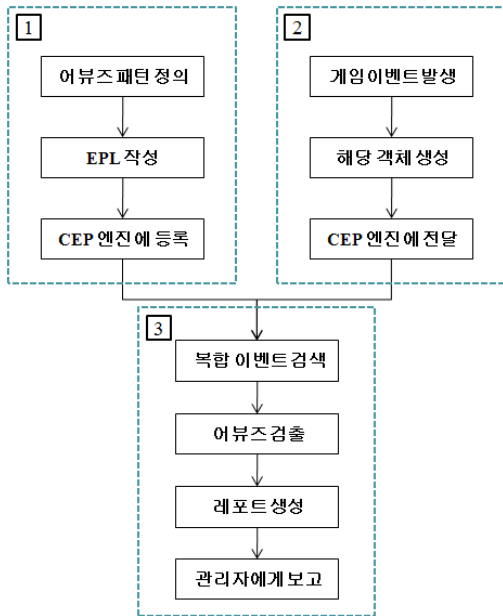 1
어뷰즈 패턴 정의
EPL 작성
CEP 엔진에 등록
2
게임 이벤트 발생
해당 객체 생성
CEP 엔진에 전달
3
복합 이벤트 검색
어뷰즈 검출
레포트 생성
관리자에게 보고